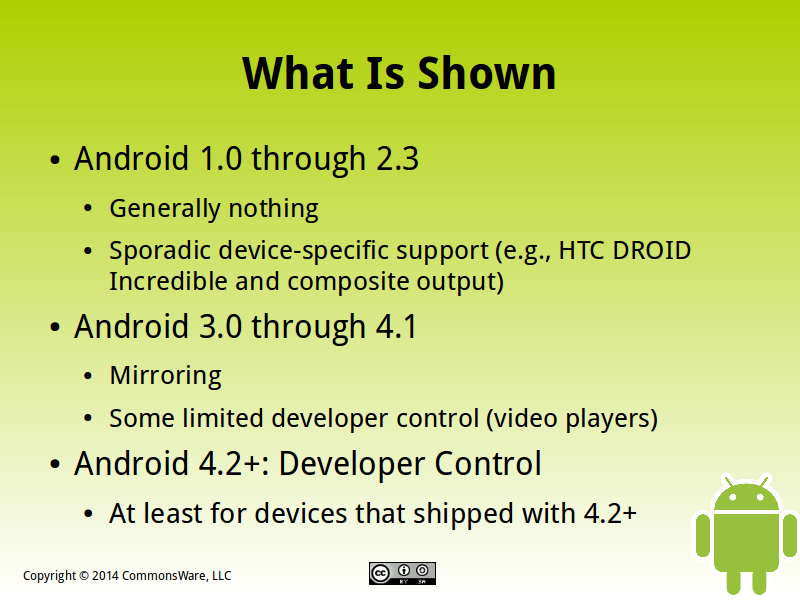 What Is Shown
● Android 1.0 through 2.3
● Generally nothing
● Sporadic device-specific support (e.g., HTC DROID
Incredible and composite output)
● Android 3.0 through 4.1
● Mirroring
● Some limited developer control (video players)
● Android 4.2+: Developer Control
● At least for devices that shipped with 4.2+
Copyright © 2014 CommonsWare, LLC
cc BY SA